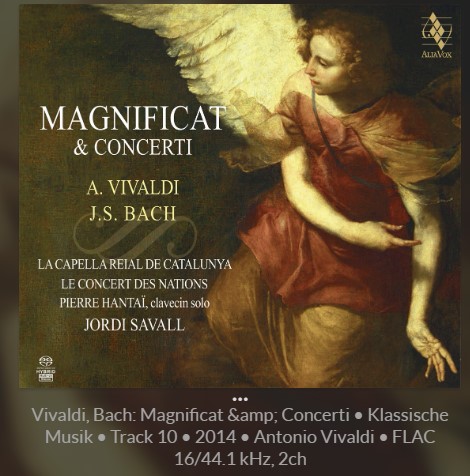 ALIAVOX
MAGNIFICAT
& CONCERTI
A. VIVALDI
J.S. BACH
LA CAPELLA REIAL DE CATALUNYA
LE CONCERT DES NATIONS
PIERRE HANTAÏ, clavecin solo
JORDI SAVALL
HYBRID
•••
Vivaldi, Bach: Magnificat &amp; Concerti • Klassische
Musik • Track 10 • 2014 • Antonio Vivaldi • FLAC
16/44.1 kHz, 2ch